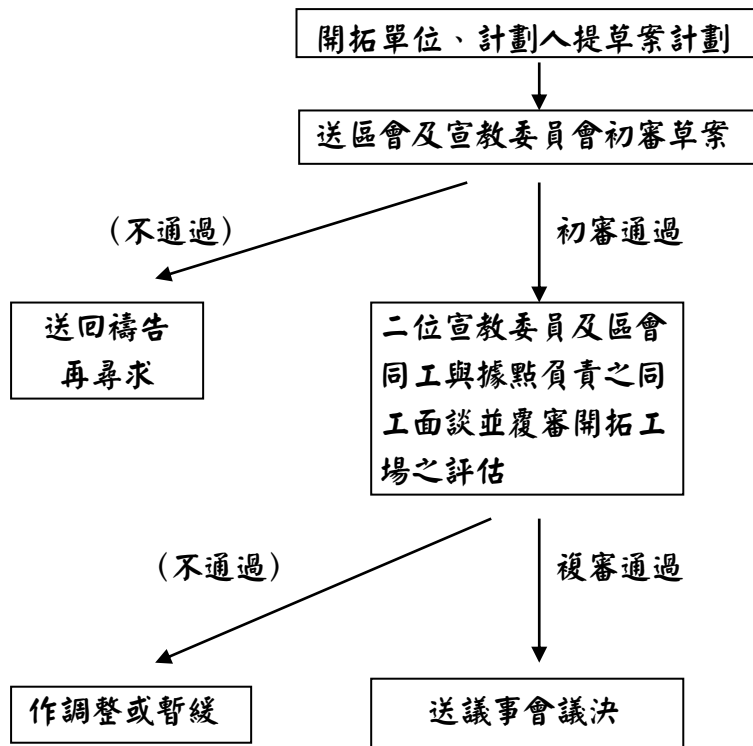 開拓單位、計劃人提草案計劃
送區會及宣教委員會初審草案
(不通過)
初審通過
送回禱告
再尋求
二位宣教委員及區會
同工與據點負責之同
工面談並覆審開拓工
場之評估
(不通過)
複審通過
作調整或暫緩
送議事會議決